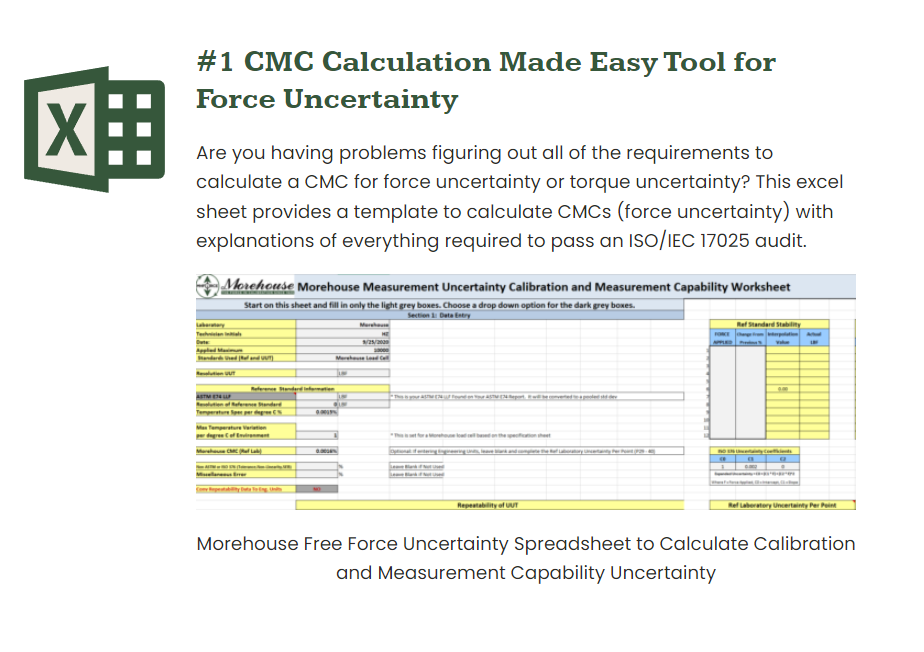 #1 CMC Calculation Made Easy Tool for
Force Uncertainty
Are you having problems figuring out all of the requirements to
calculate a CMC for force uncertainty or torque uncertainty? This excel
sheet provides a template to calculate CMCs (force uncertainty) with
explanations of everything required to pass an ISO/IEC 17025 audit.
Morehouse Morehouse Measurement Uncertainty Calibration and Measurement Capability Worksheet
Start on this sheet and fill in only the light grey boxes. Choose a drop down option for the dark grey boxes.
Section 1: Data Entry
Laboratory Morehouse
Ref Standard Stability
Technician Initials HZ
FORCE Change From Interpolation Actual
Date: 9/25/2020
APPLIED Previous % Value LBF
Applied Maximum 10000
Standards Used (Ref and UUT) Morehouse Load Cell
Resolution UUT LBF
Reference Standard Information
0.00
ASTM E74 LLF LBF * This is your ASTM E74 LLF Found on Your ASTM E74 Report. It will be converted to a pooled std dev
Resolution of Reference Standard 0 LBF
Temperature Spec per degree C % 0.0015%
Max Temperature Variation
per degree C of Environment 1 * This is set for a Morehouse load cell based on the specification sheet
Morehouse CMC (Ref Lab) 0.0016% Optional: If entering Engineering Units, leave blank and complete the Ref Laboratory Uncertainty Per Point
ISO 376 Uncertainty Coefficients
C0 C1 C2
1 0.002 0
% Leave Blank if Not Used
Miscellaneous Error % Leave Blank if Not Used
Conv Repeatability Data To Eng. Units NO
Repeatability of UUT
Ref Laboratory Uncertainty Per Point
Morehouse Free Force Uncertainty Spreadsheet to Calculate Calibration
and Measurement Capability Uncertainty